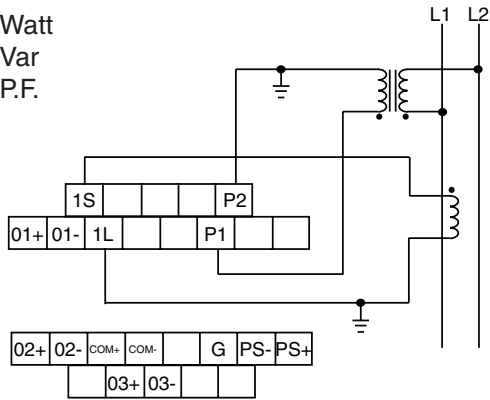 Watt
Var
P.F.
L1 L2
1S P2
01+ 01- 1L P1
02+ 02- COM+ COM- G PS- PS+
03+ 03-